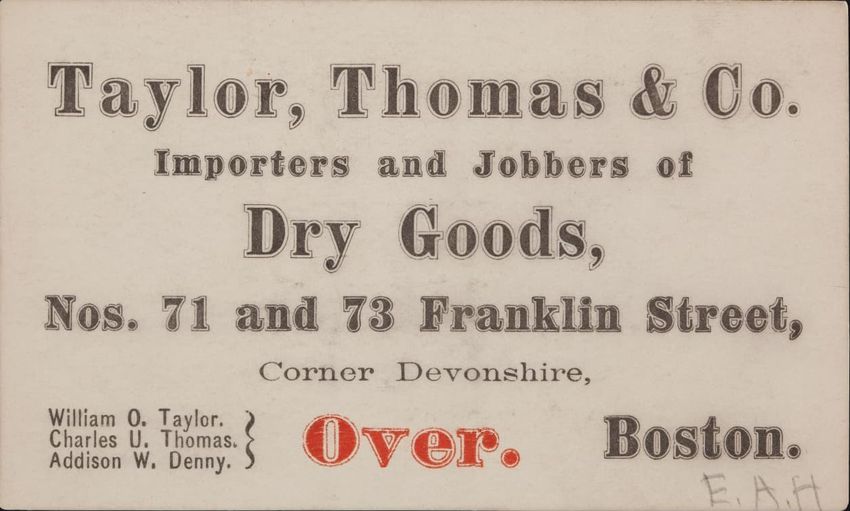 Taylor, Thomas & Co.
Importers and Jobbers of
Dry Goods,
Nos. 71 and 73 Franklin Street,
Corner Devonshire,
William O. Taylor.
Charles U. Thomas.
Addison W. Denny.
Over.
Boston.
E. A. H